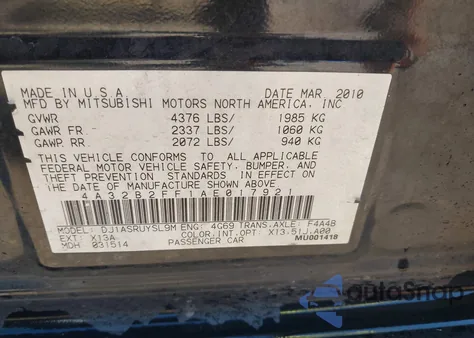 MADE IN U.S.A. DATE MAR. 2010
MFD BY MITSUBISHI MOTORS NORTH AMERICA, INC
GVWR 4376 LBS/ 1985 KG
GAWR FR. 2337 LBS/ 1060 KG
GAWP. RR 2072 LBS/ 940 KG
THIS VEHICLE CONFORMS TO ALL APPLICABLE
FEDERAL MOTOR VEHICLE SAFETY, BUMPER, AND
THEFT PREVENTION STANDARDS IN EFFECT ON
THE DATE OF MANUFACTURE SHOWN ABOVE.
4A32B2FF1AE017921
MODEL: DJ1ASRUYSL9M ENG: 4G69 TRANS.AXLE: F4A4B
EXT: X13A COLOR,INT,OPT: X13.51J.A00
MDH 031514 PASSENGER CAR MU001418
autoSnap